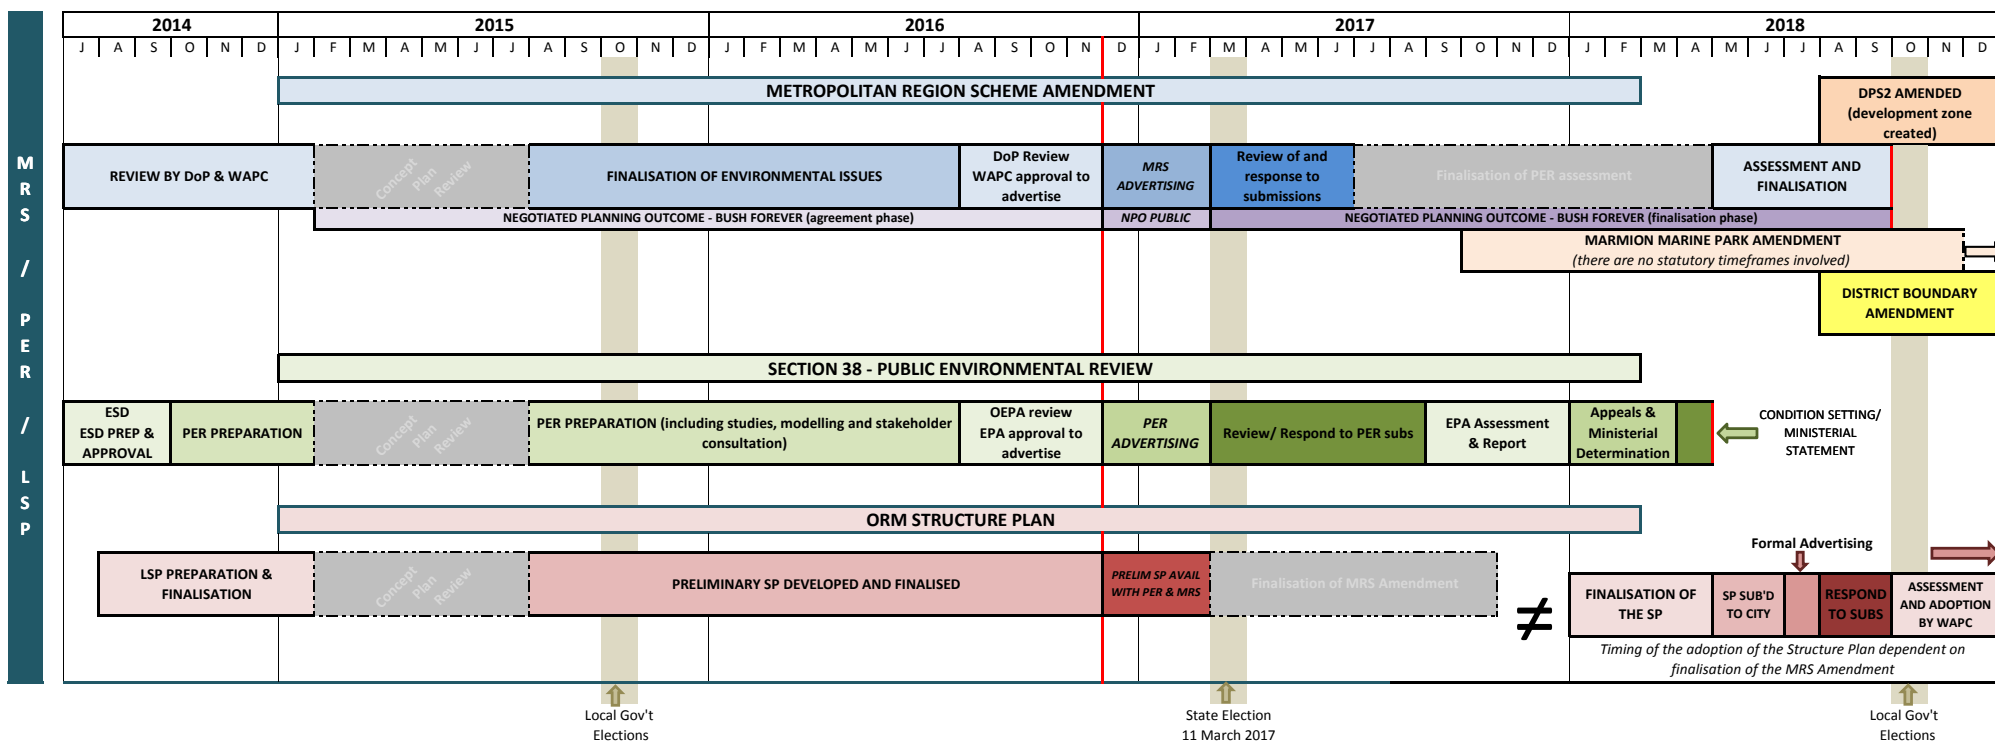 2014 2015 2016 2017 2018
J A S O N D J F M A M J J A S O N D J F M A M J J A S O N D J F M A M J J A S O N D J F M A M J J A S O N D
MRS / PER / LSP
METROPOLITAN REGION SCHEME AMENDMENT
DPS2 AMENDED
(development zone
created)
REVIEW BY DoP & WAPC
Concept
Plan
Review
FINALISATION OF ENVIRONMENTAL ISSUES
DoP Review
WAPC approval to
advertise
MRS
ADVERTISING
Review of and
response to
submissions
Finalisation of PER assessment
ASSESSMENT AND
FINALISATION
NEGOTIATED PLANNING OUTCOME - BUSH FOREVER (agreement phase)
NPO PUBLIC
NEGOTIATED PLANNING OUTCOME - BUSH FOREVER (finalisation phase)
MARMION MARINE PARK AMENDMENT
(there are no statutory timeframes involved)
DISTRICT BOUNDARY
AMENDMENT
SECTION 38 - PUBLIC ENVIRONMENTAL REVIEW
ESD
ESD PREP &
APPROVAL
PER PREPARATION
Concept
Plan
Review
PER PREPARATION (including studies, modelling and stakeholder
consultation)
OEPA review
EPA approval to
advertise
PER
ADVERTISING
Review/ Respond to PER subs
EPA Assessment
& Report
Appeals &
Ministerial
Determination
CONDITION SETTING/
MINISTERIAL
STATEMENT
ORM STRUCTURE PLAN
LSP PREPARATION &
FINALISATION
Concept
Plan
Review
PRELIMINARY SP DEVELOPED AND FINALISED
PRELIM SP AVAIL
WITH PER & MRS
Finalisation of MRS Amendment
≠
Formal Advertising
FINALISATION OF
THE SP
SP SUB'D
TO CITY
RESPOND
TO SUBS
ASSESSMENT
AND ADOPTION
BY WAPC
Timing of the adoption of the Structure Plan dependent on
finalisation of the MRS Amendment
Local Gov't
Elections
State Election
11 March 2017
Local Gov't
Elections